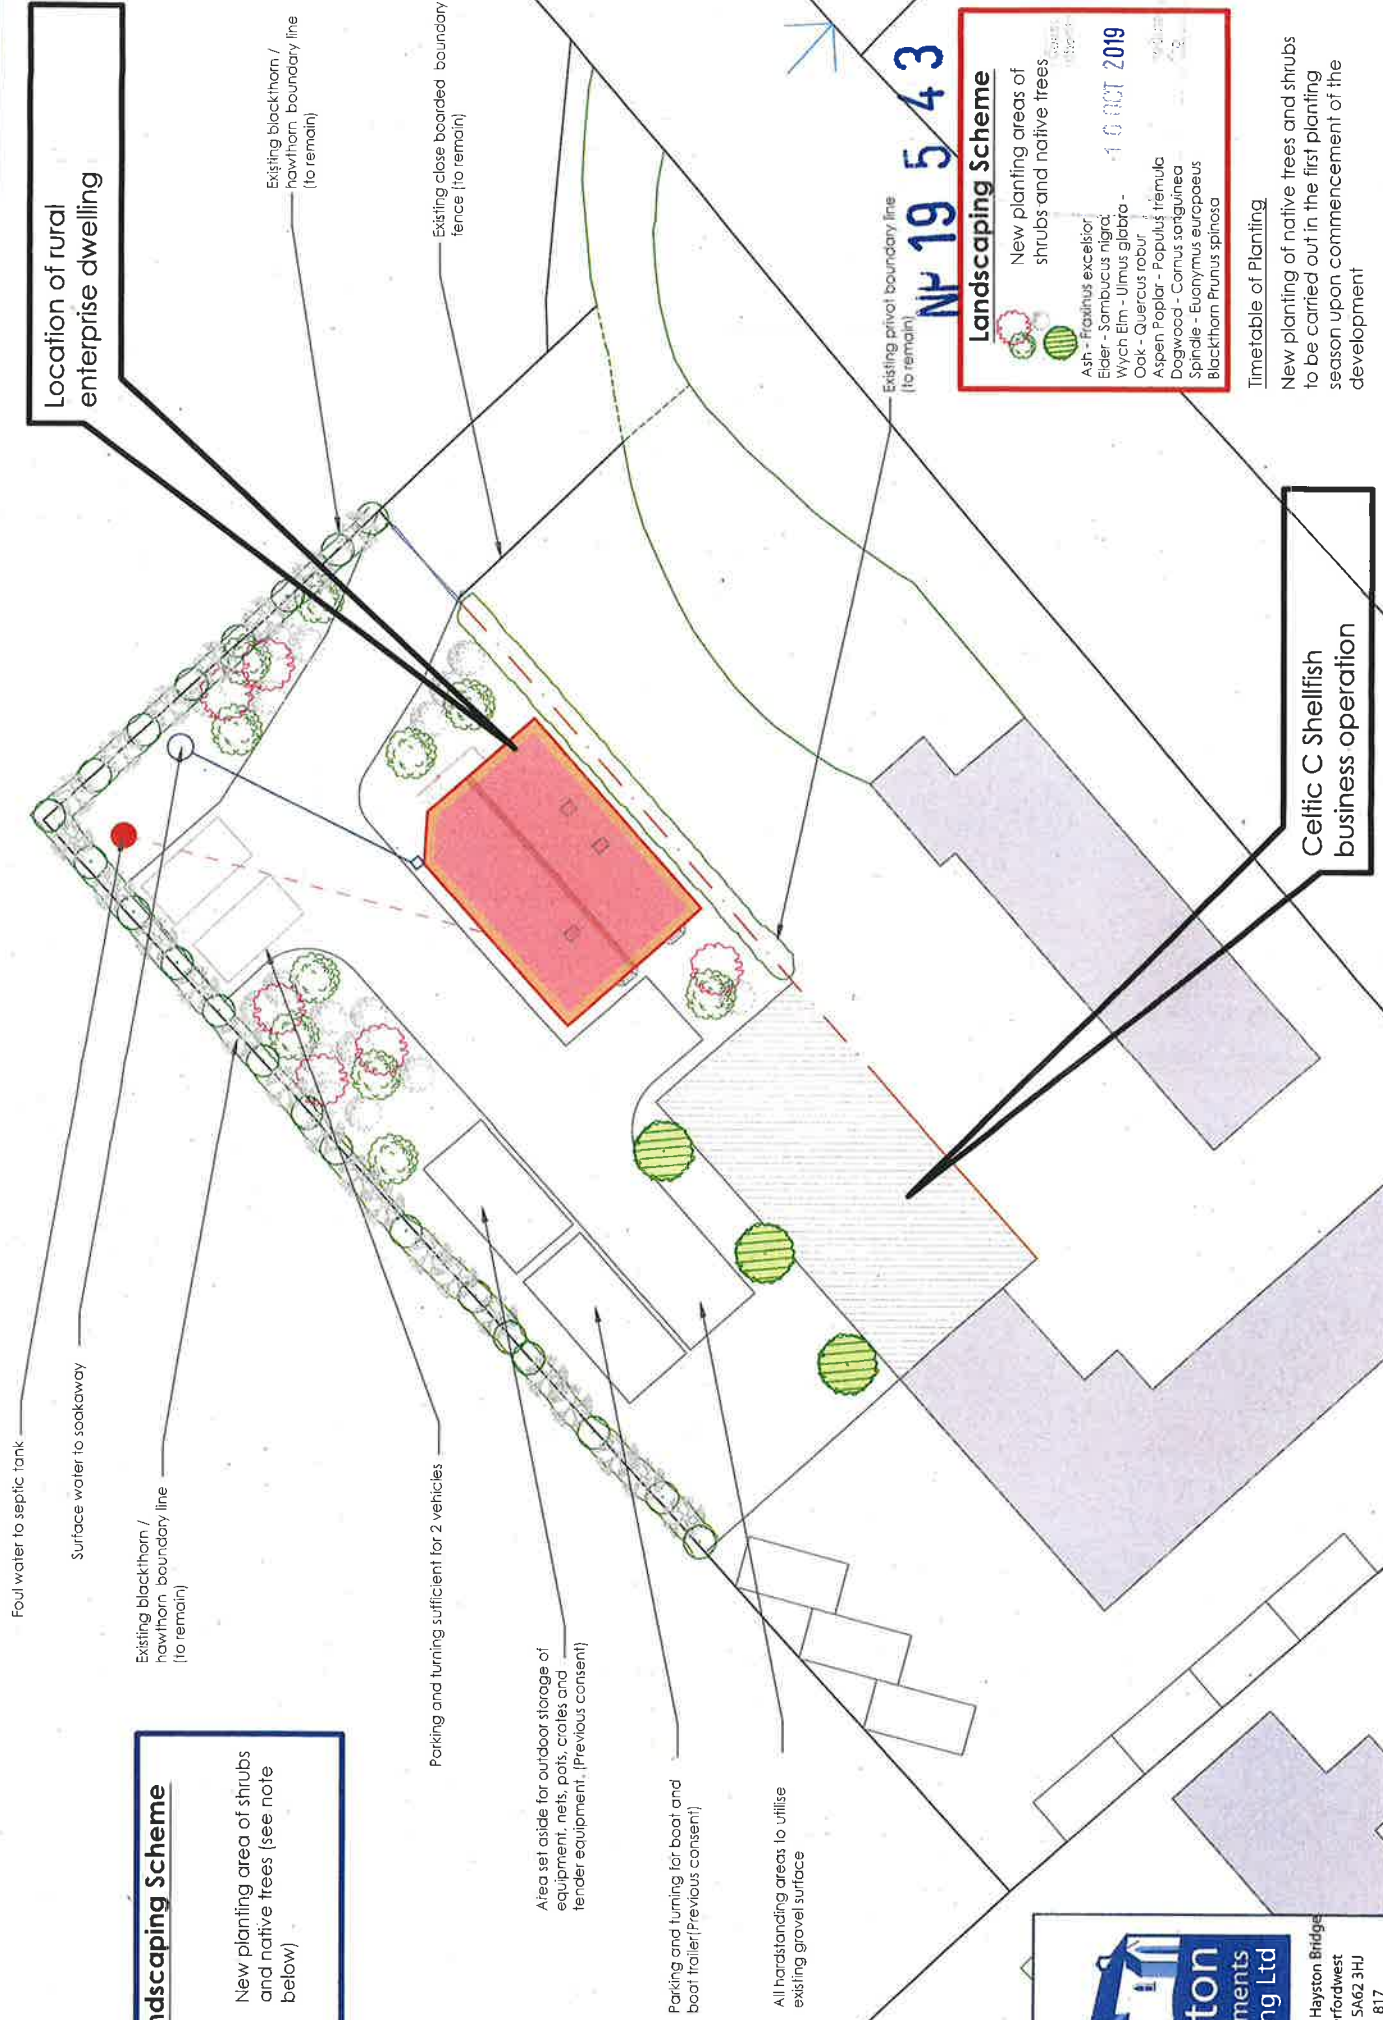 Location of rural
enterprise dwelling
Existing blackthorn /
hawthorn boundary line
(to remain)
Existing close boarded boundary
fence (to remain)
Existing privat boundary line
(to remain)
NP 19 5 43
Landscaping Scheme
New planting areas of
shrubs and native trees
10 OCT 2019
Ash - Fraxinus excelsior
Elder - Sambucus nigra
Wych Elm - Ulmus glabra -
Oak - Quercus robur
Aspen Poplar - Populus tremula
Dogwood - Cornus sanguinea
Spindle - Euonymus europaeus
Blackthorn Prunus spinosa
Timetable of Planting
New planting of native trees and shrubs
to be carried out in the first planting
season upon commencement of the
development
Celtic C Shellfish
business operation
Foul water to septic tank
Surface water to soakaway
Existing blackthorn /
hawthorn boundary line
(to remain)
Parking and turning sufficient for 2 vehicles
Area set aside for outdoor storage of
equipment, nets, pots, crates and
tender equipment. (Previous consent)
Parking and turning for boat and
boat trailer(Previous consent)
All hardstanding areas to utilise
existing gravel surface
ndscaping Scheme
New planting area of shrubs
and native trees (see note
below)
ton
ments
ng Ltd
Hayston Bridge
rfordwest
SA62 3HJ
817